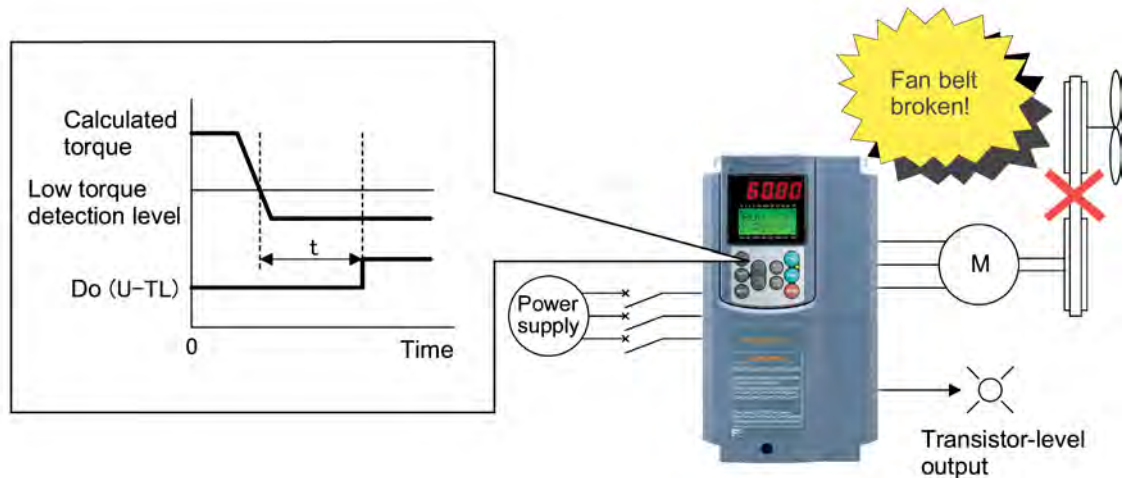 Calculated
torque
Low torque
detection level
t
Do (U-TL)
0
Time
Power
supply
60.00
M
Fan belt
broken!
Transistor-level
output